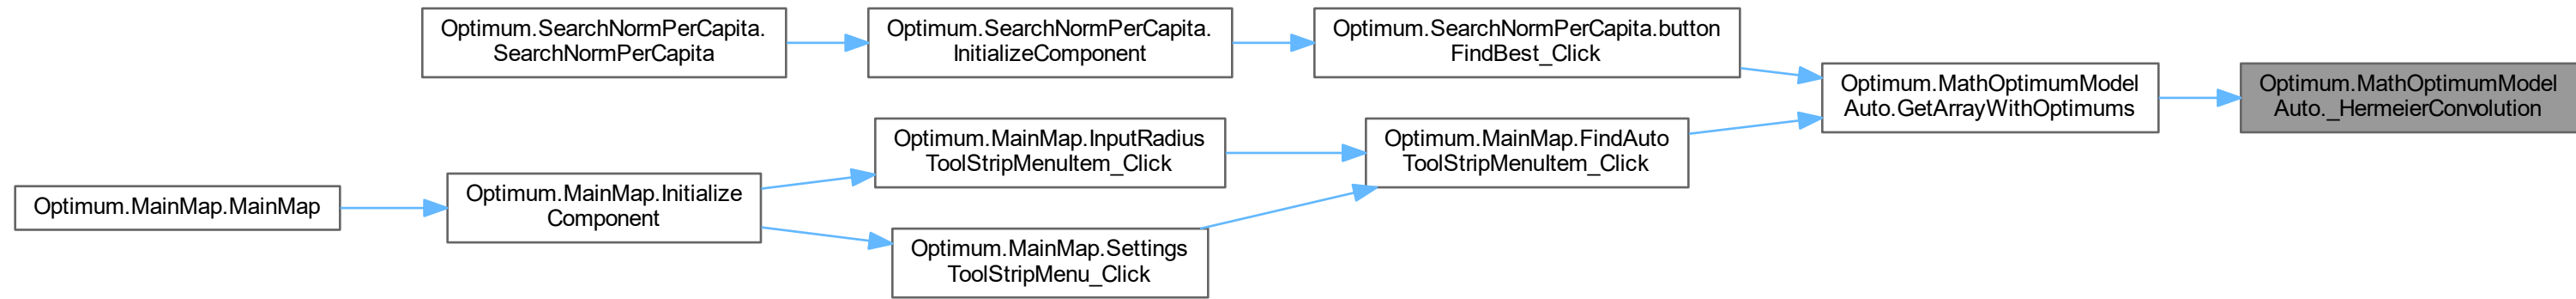 Optimum.SearchNormPerCapita.
SearchNormPerCapita
Optimum.SearchNormPerCapita.
InitializeComponent
Optimum.SearchNormPerCapita.button
FindBest_Click
Optimum.MathOptimumModel
Auto.GetArrayWithOptimums
Optimum.MathOptimumModel
Auto._HermeierConvolution
Optimum.MainMap.InputRadius
ToolStripMenuItem_Click
Optimum.MainMap.FindAuto
ToolStripMenuItem_Click
Optimum.MainMap.MainMap
Optimum.MainMap.Initialize
Component
Optimum.MainMap.Settings
ToolStripMenu_Click